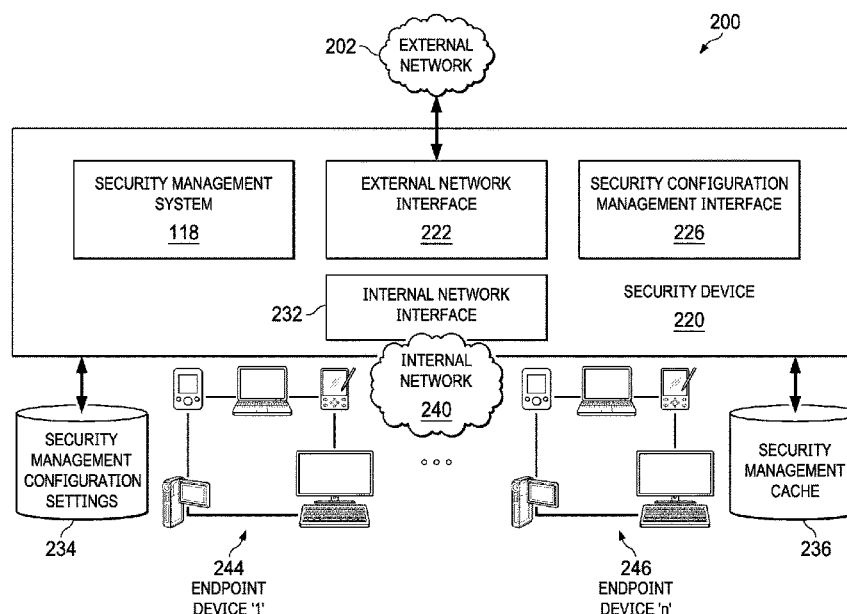 200
202
EXTERNAL
NETWORK
SECURITY MANAGEMENT
SYSTEM
118
EXTERNAL NETWORK
INTERFACE
222
SECURITY CONFIGURATION
MANAGEMENT INTERFACE
226
232
INTERNAL NETWORK
INTERFACE
SECURITY DEVICE
220
INTERNAL
NETWORK
240
SECURITY
MANAGEMENT
CONFIGURATION
SETTINGS
234
SECURITY
MANAGEMENT
CACHE
236
244
ENDPOINT
DEVICE '1'
246
ENDPOINT
DEVICE 'n'